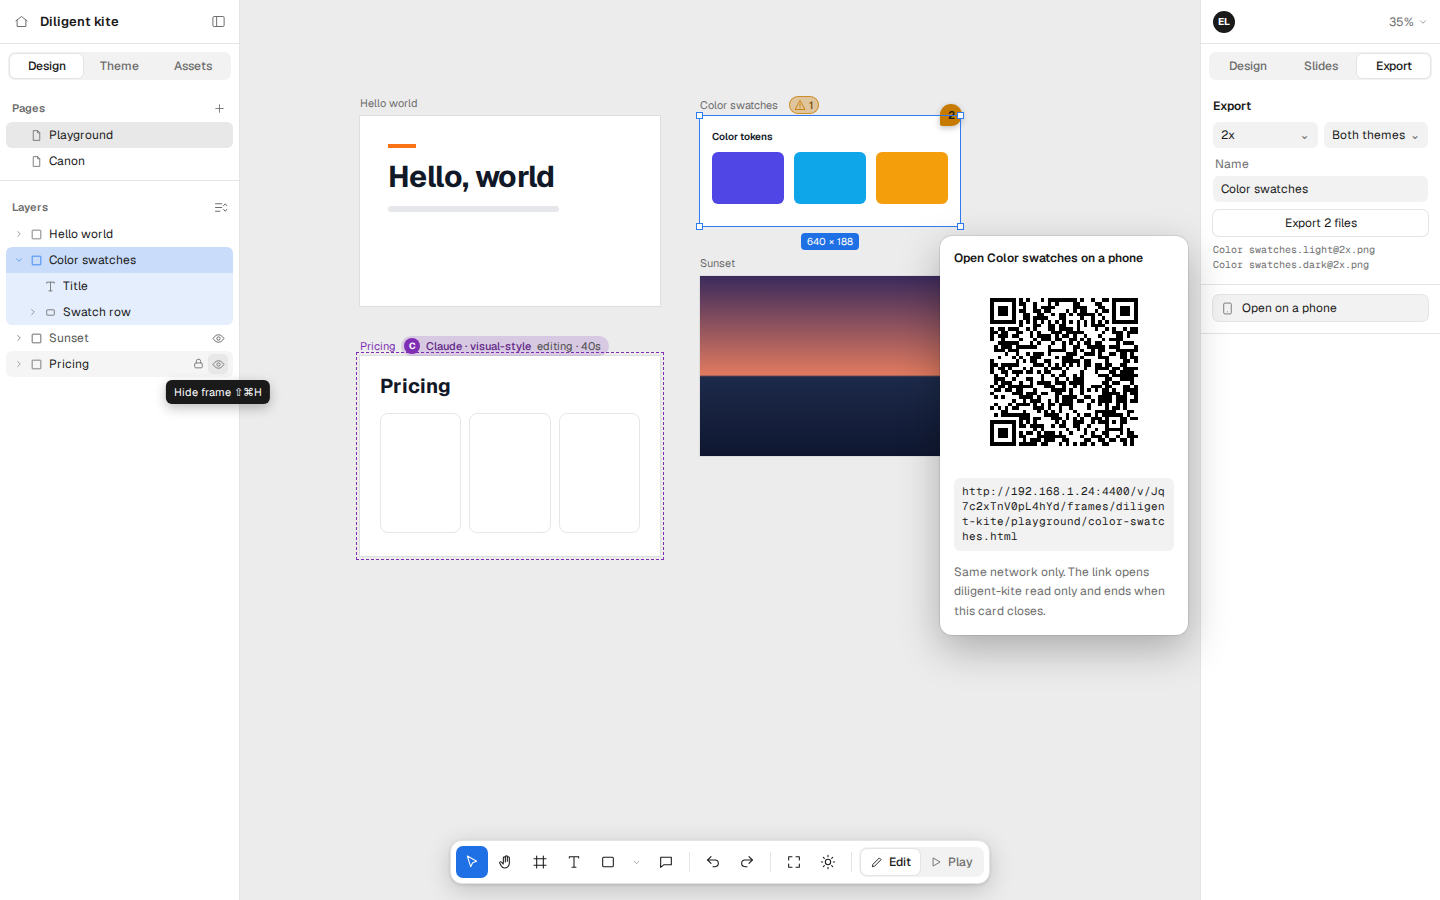 Diligent kite
Design
Theme
Assets
Pages
Playground
Canon
Layers
Hello world
Color swatches
Title
Swatch row
Sunset
Pricing
Hide frame ⇧⌘H
Hello world
Hello, world
Color swatches
1
2
Color tokens
640 × 188
Sunset
Pricing
C
Claude · visual-style editing · 40s
Pricing
Open Color swatches on a phone
http://192.168.1.24:4400/v/Jq
7c2xTnV0pL4hYd/frames/diligen
t-kite/playground/color-swatc
hes.html
Same network only. The link opens
diligent-kite read only and ends when
this card closes.
EL
35%
Design
Slides
Export
Export
2x
Both themes
Name
Color swatches
Export 2 files
Color swatches.light@2x.png
Color swatches.dark@2x.png
Open on a phone
Edit
Play